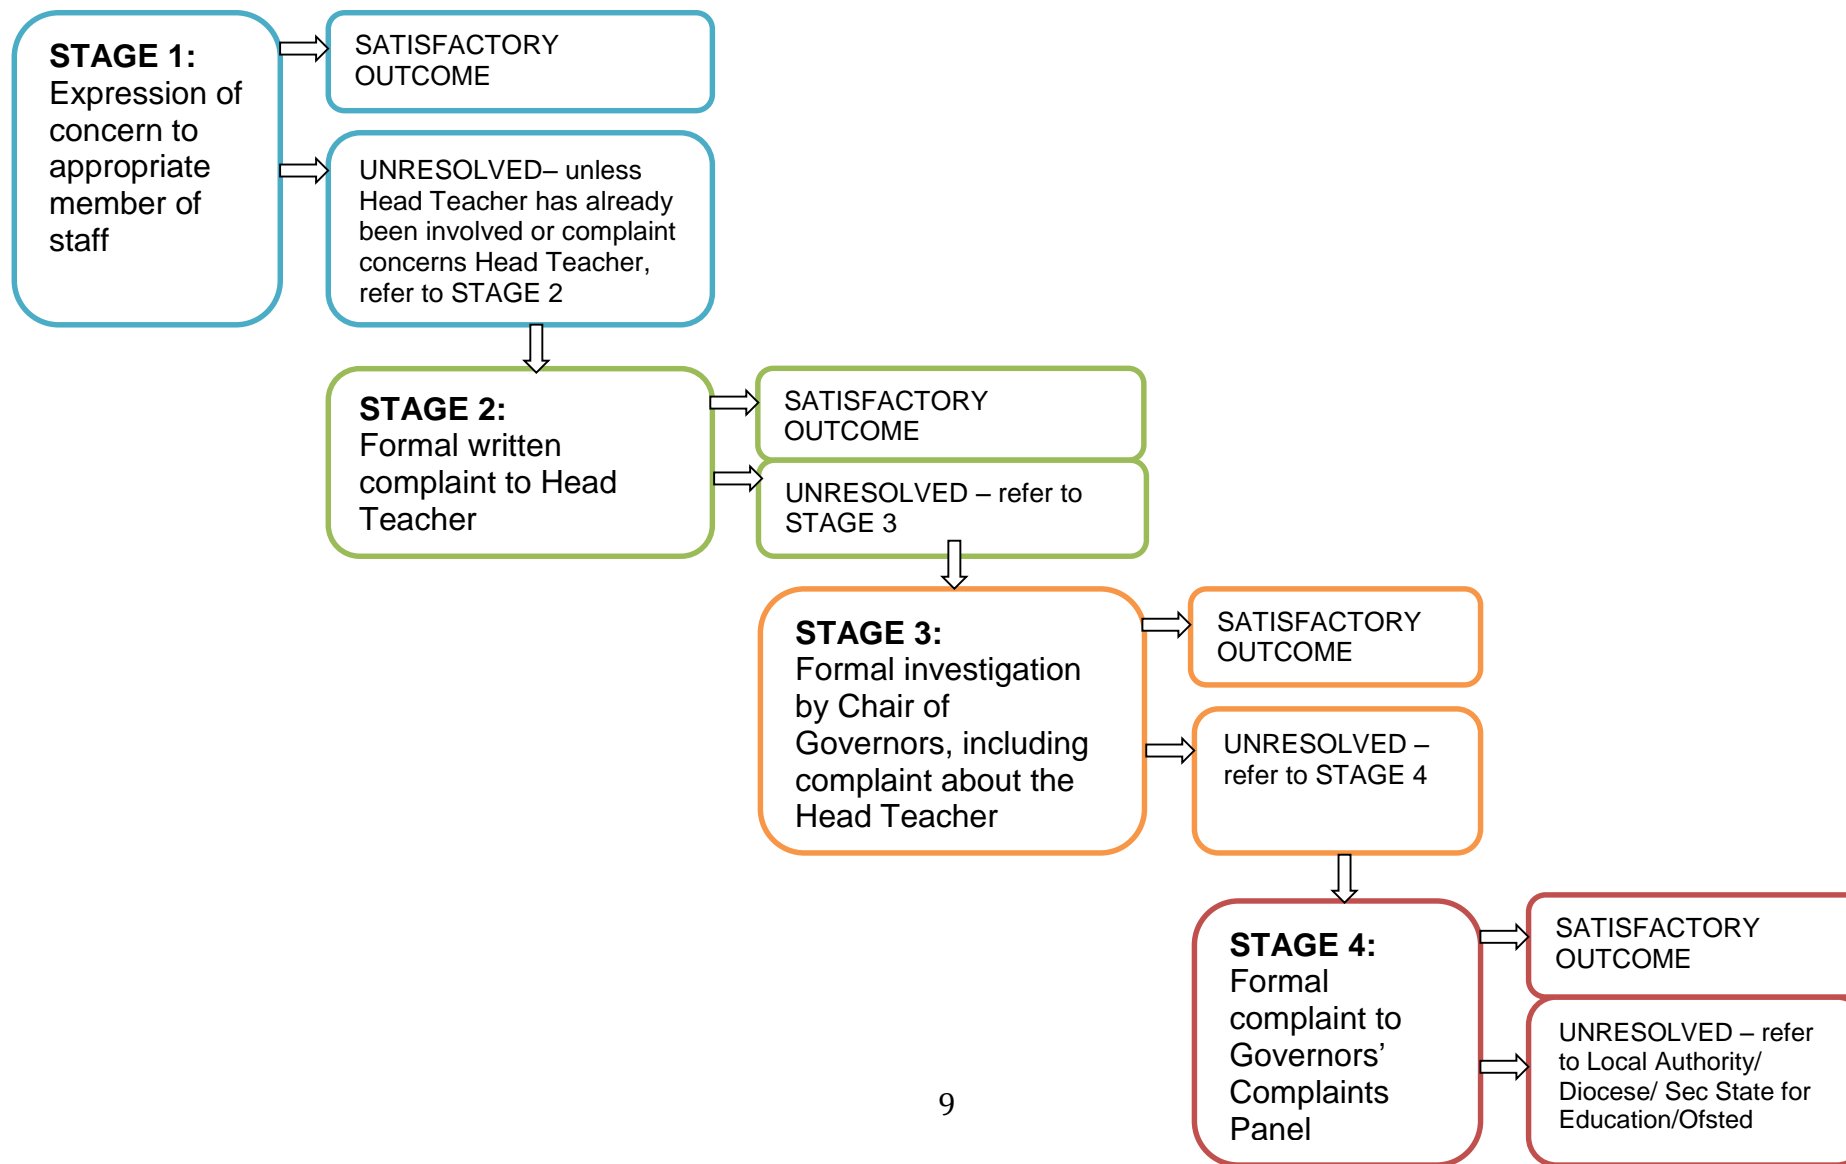 STAGE 1:
Expression of
concern to
appropriate
member of
staff
SATISFACTORY
OUTCOME
UNRESOLVED– unless
Head Teacher has already
been involved or complaint
concerns Head Teacher,
refer to STAGE 2
STAGE 2:
Formal written
complaint to Head
Teacher
SATISFACTORY
OUTCOME
UNRESOLVED – refer to
STAGE 3
STAGE 3:
Formal investigation
by Chair of
Governors, including
complaint about the
Head Teacher
SATISFACTORY
OUTCOME
UNRESOLVED –
refer to STAGE 4
STAGE 4:
Formal
complaint to
Governors’
Complaints
Panel
SATISFACTORY
OUTCOME
UNRESOLVED – refer
to Local Authority/
Diocese/ Sec State for
Education/Ofsted
9